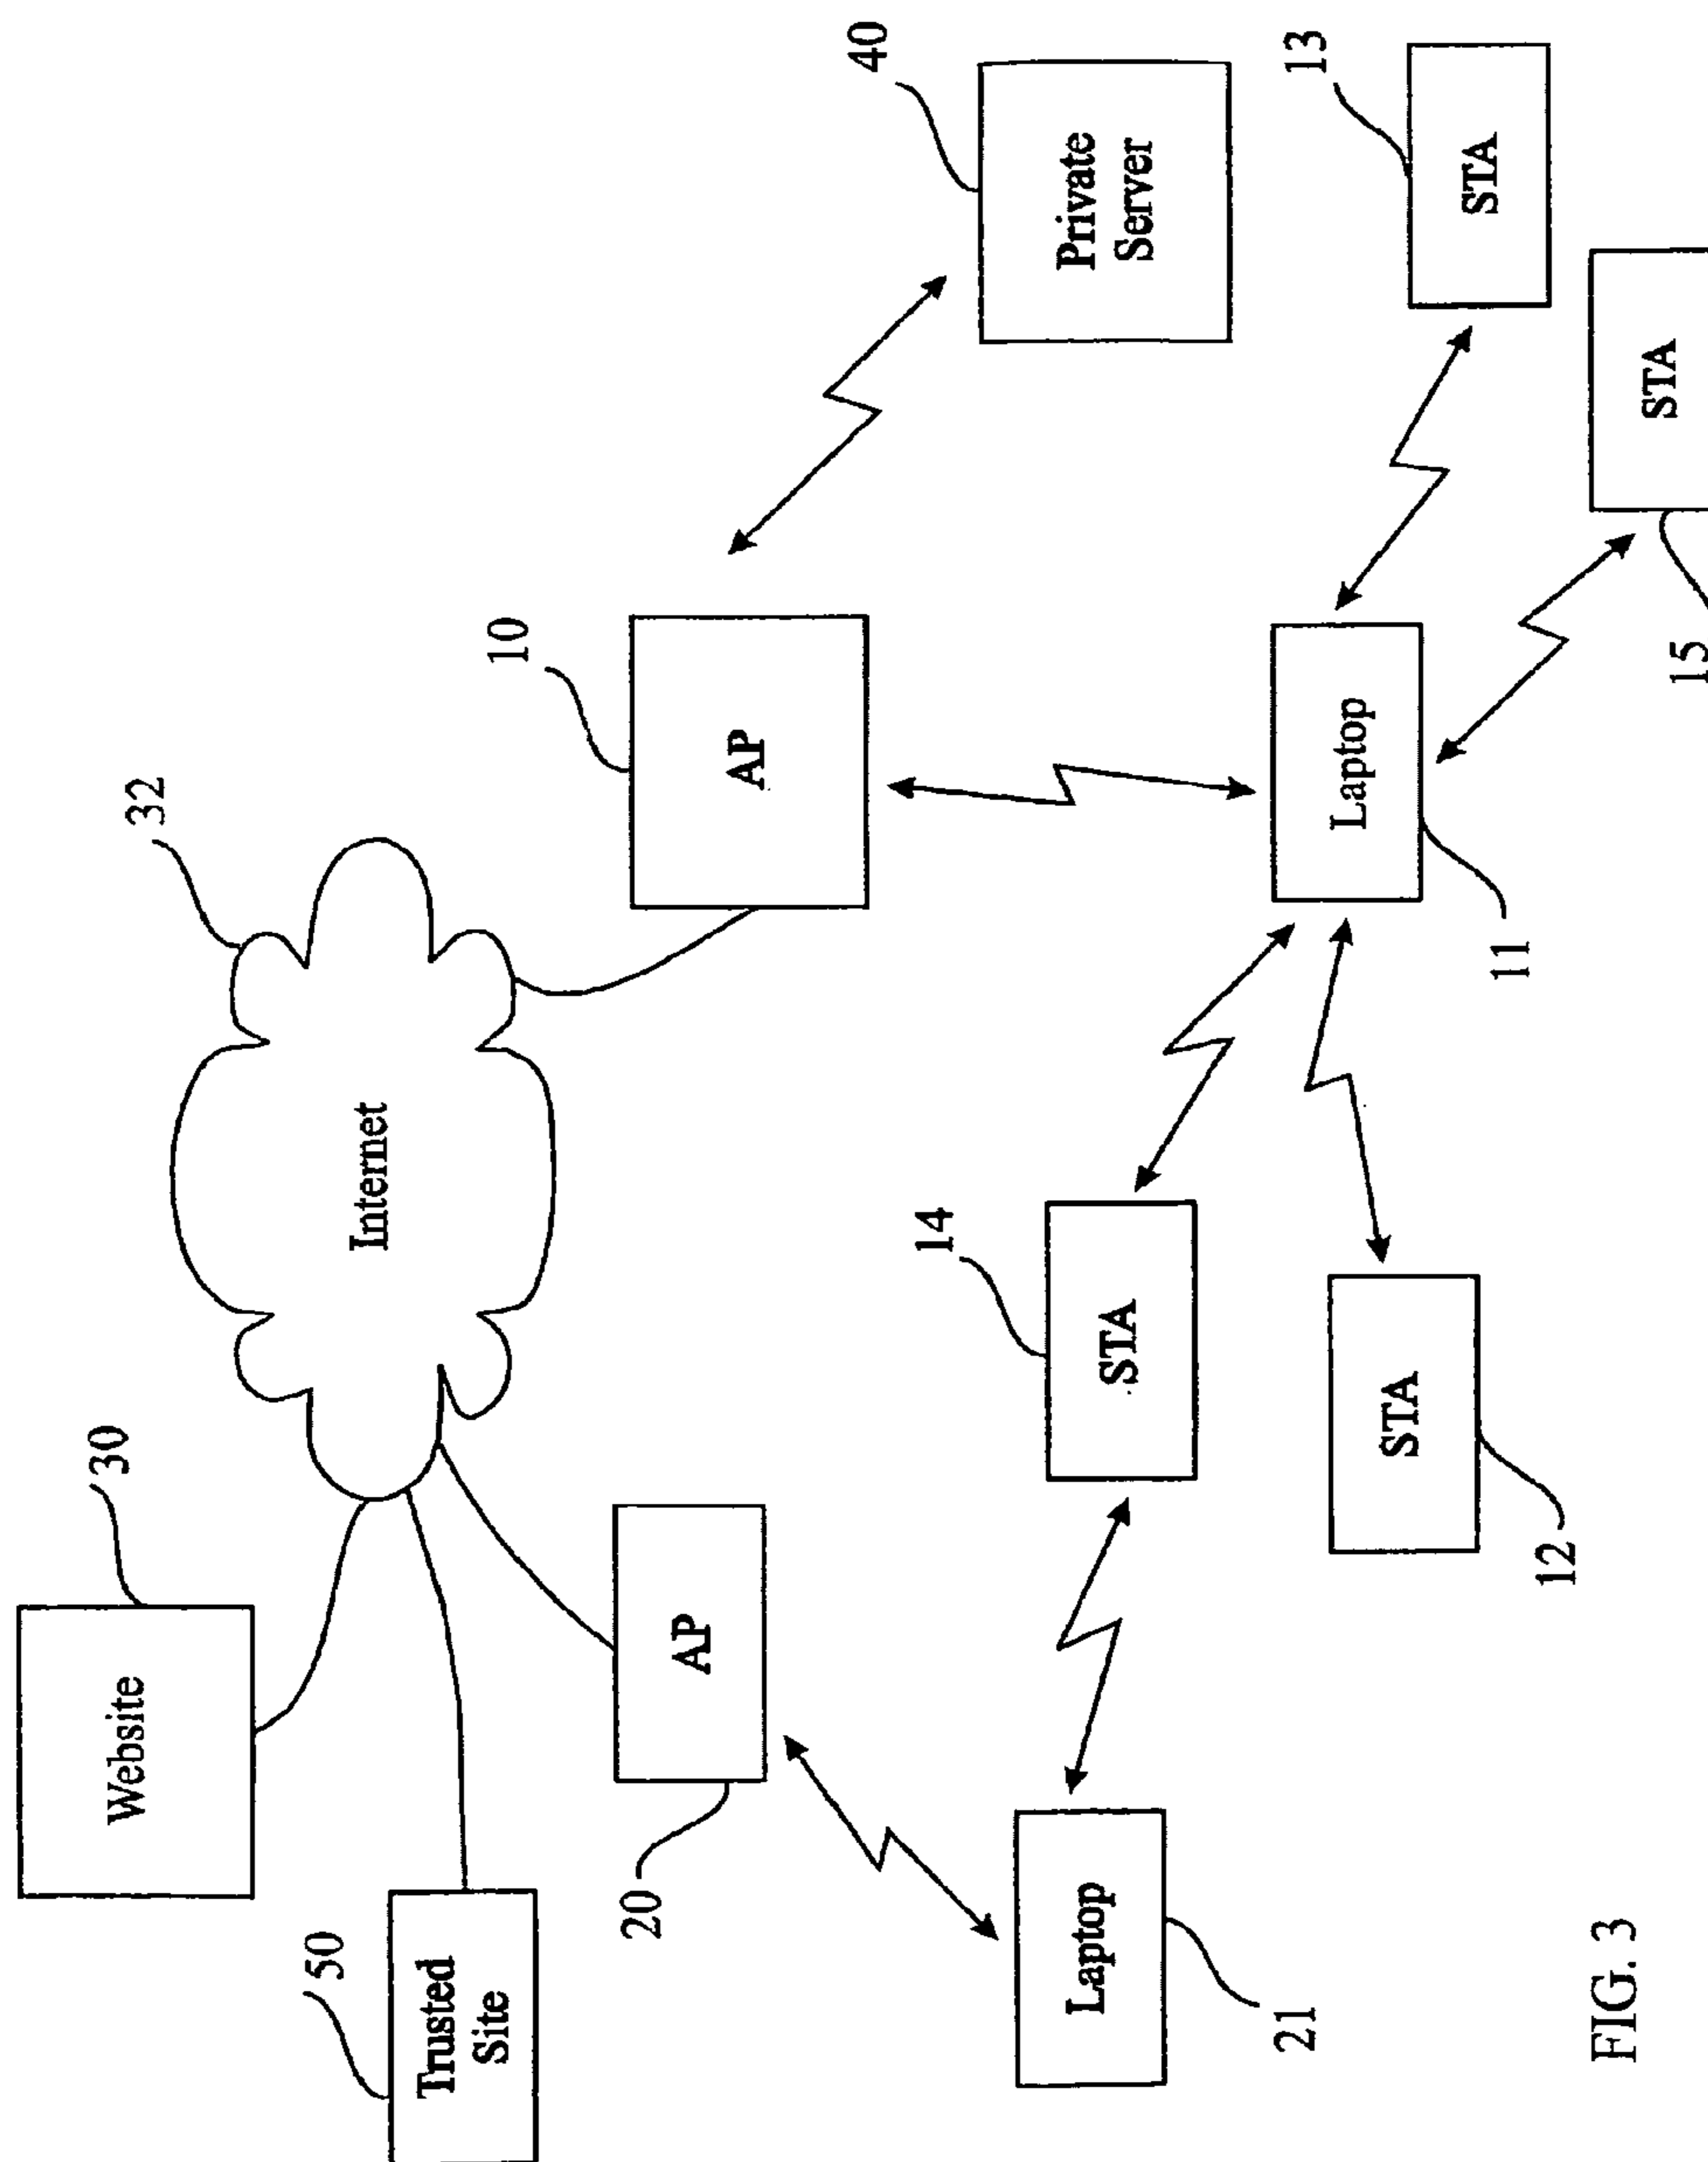 30
Website
32
50
Internet
Trusted
Site
10
20
AP
AP
40
14
Laptop
STA
Private
Server
21
13
Laptop
STA
STA
11
12
FIG. 3
STA
15